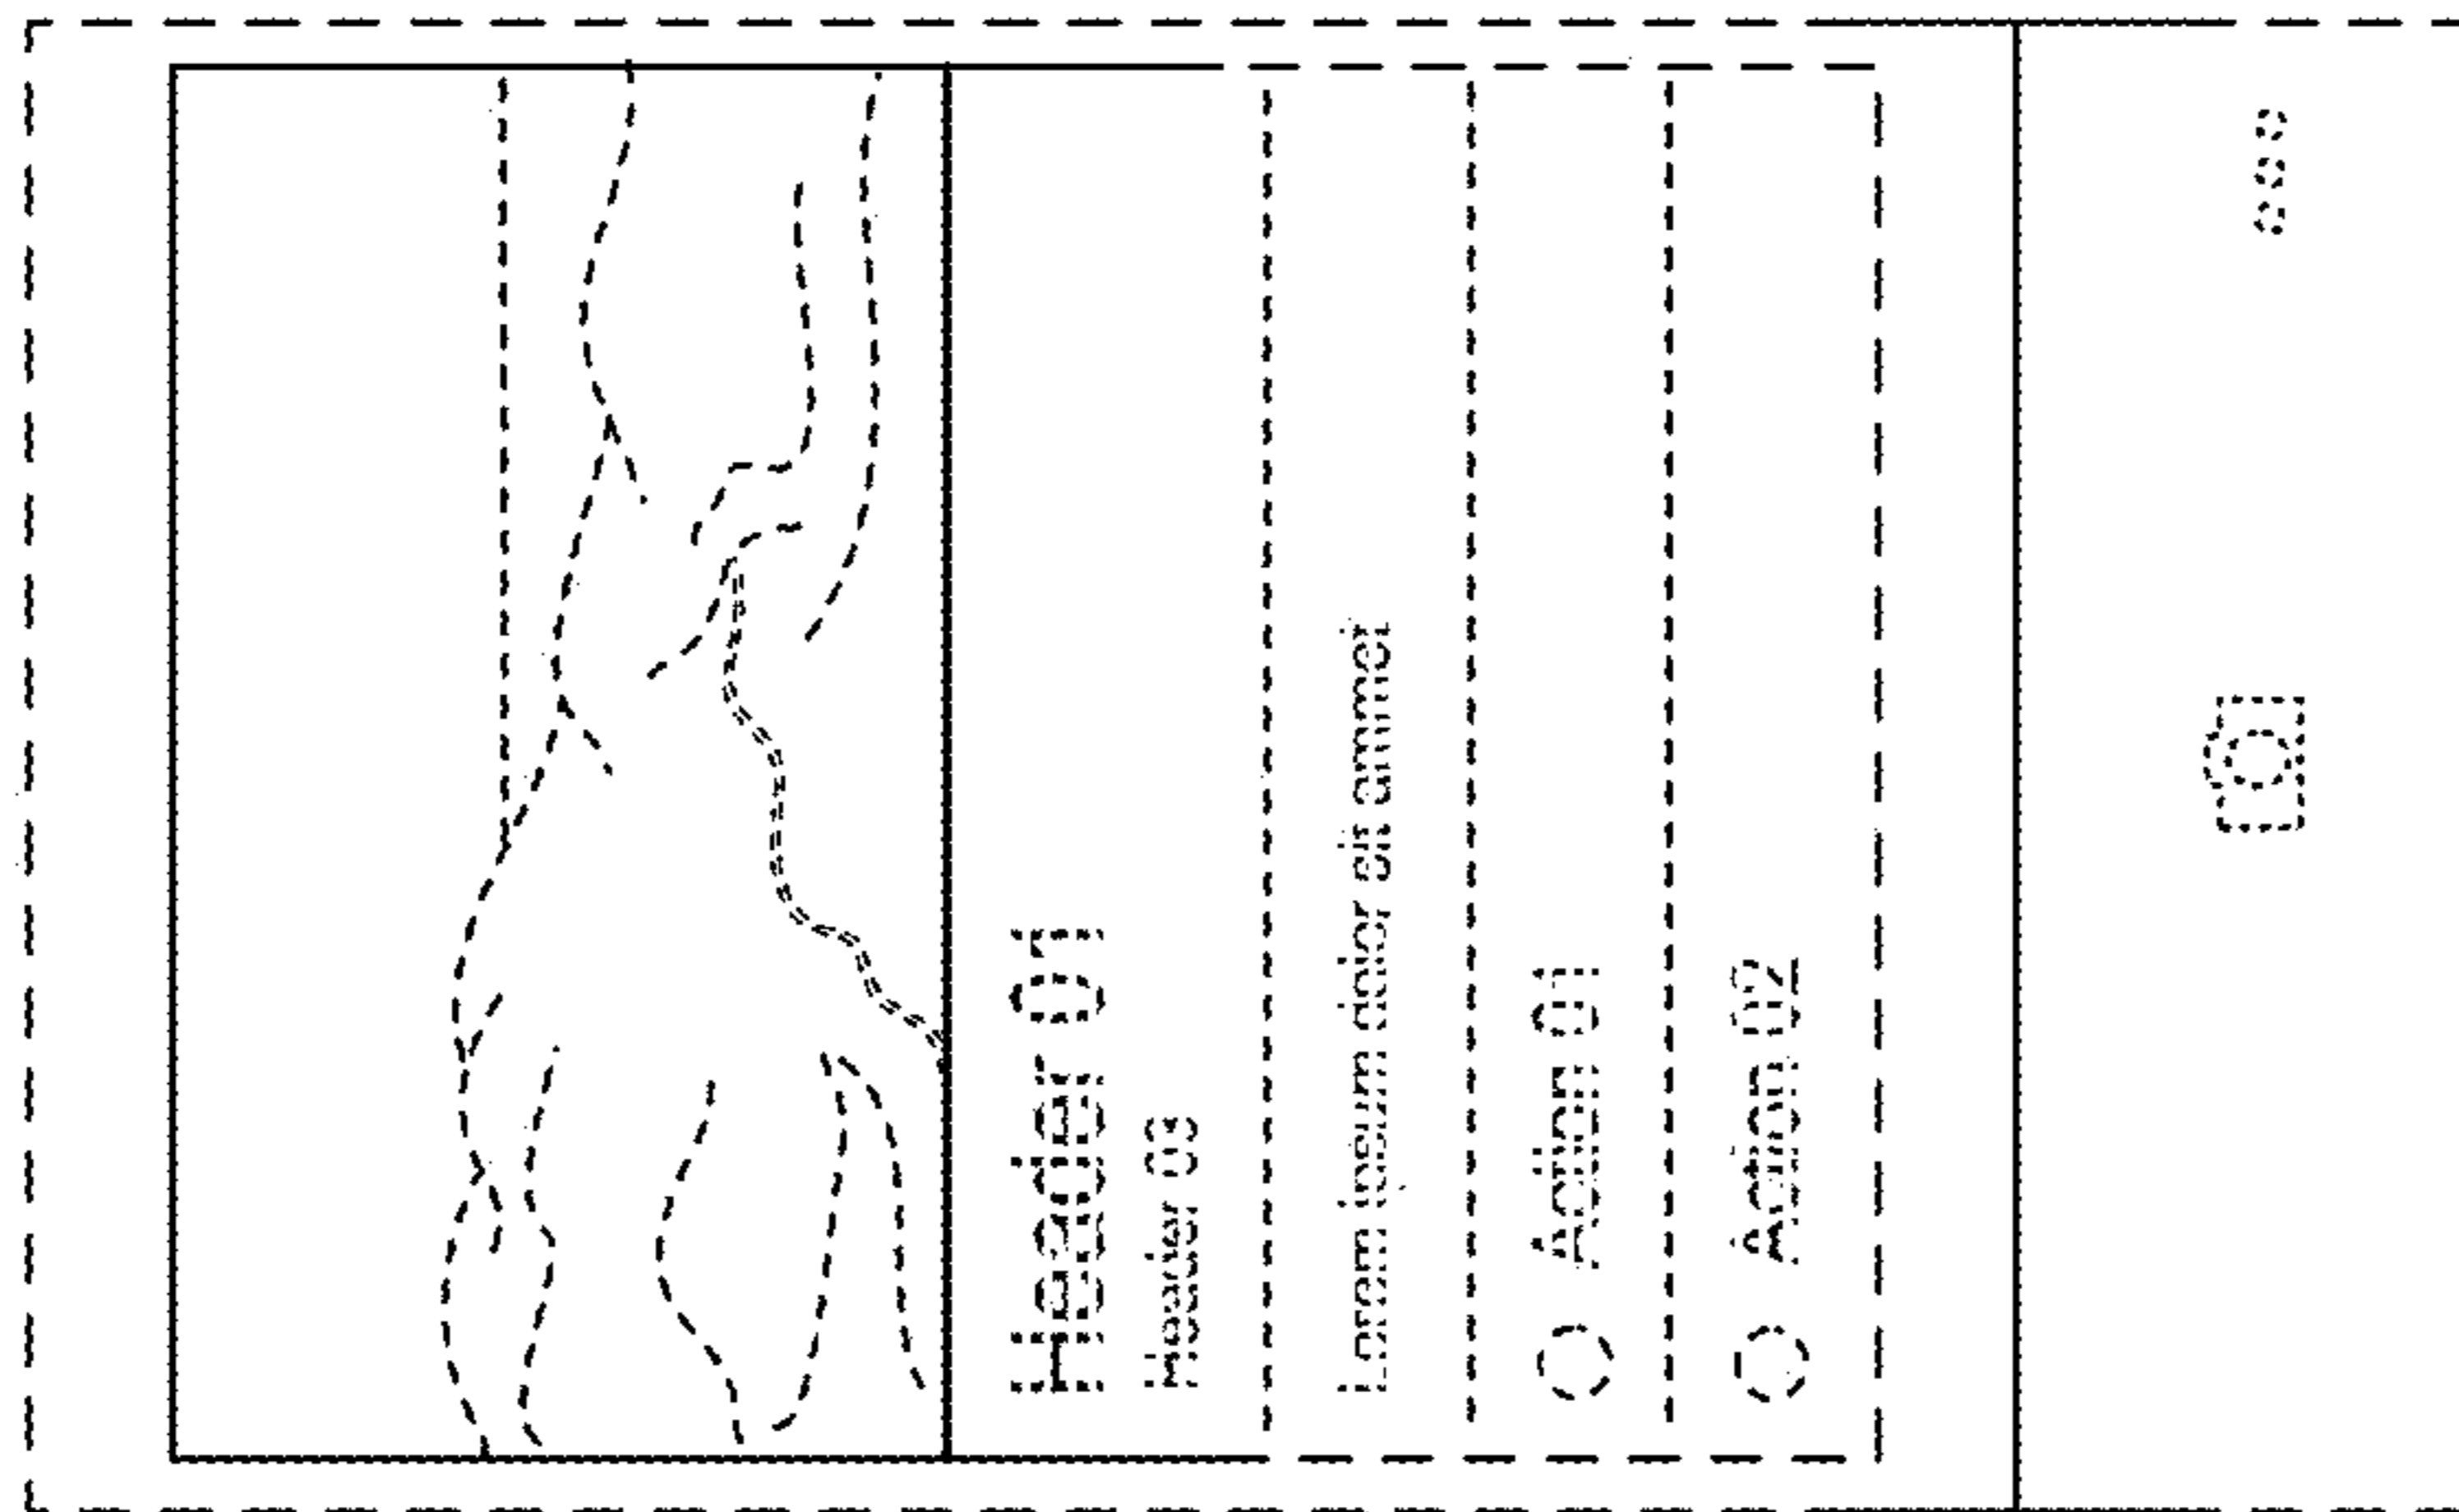 Header 01
Header 03
Lorem ipsum dolor sit ammet
Action 01
Action 02